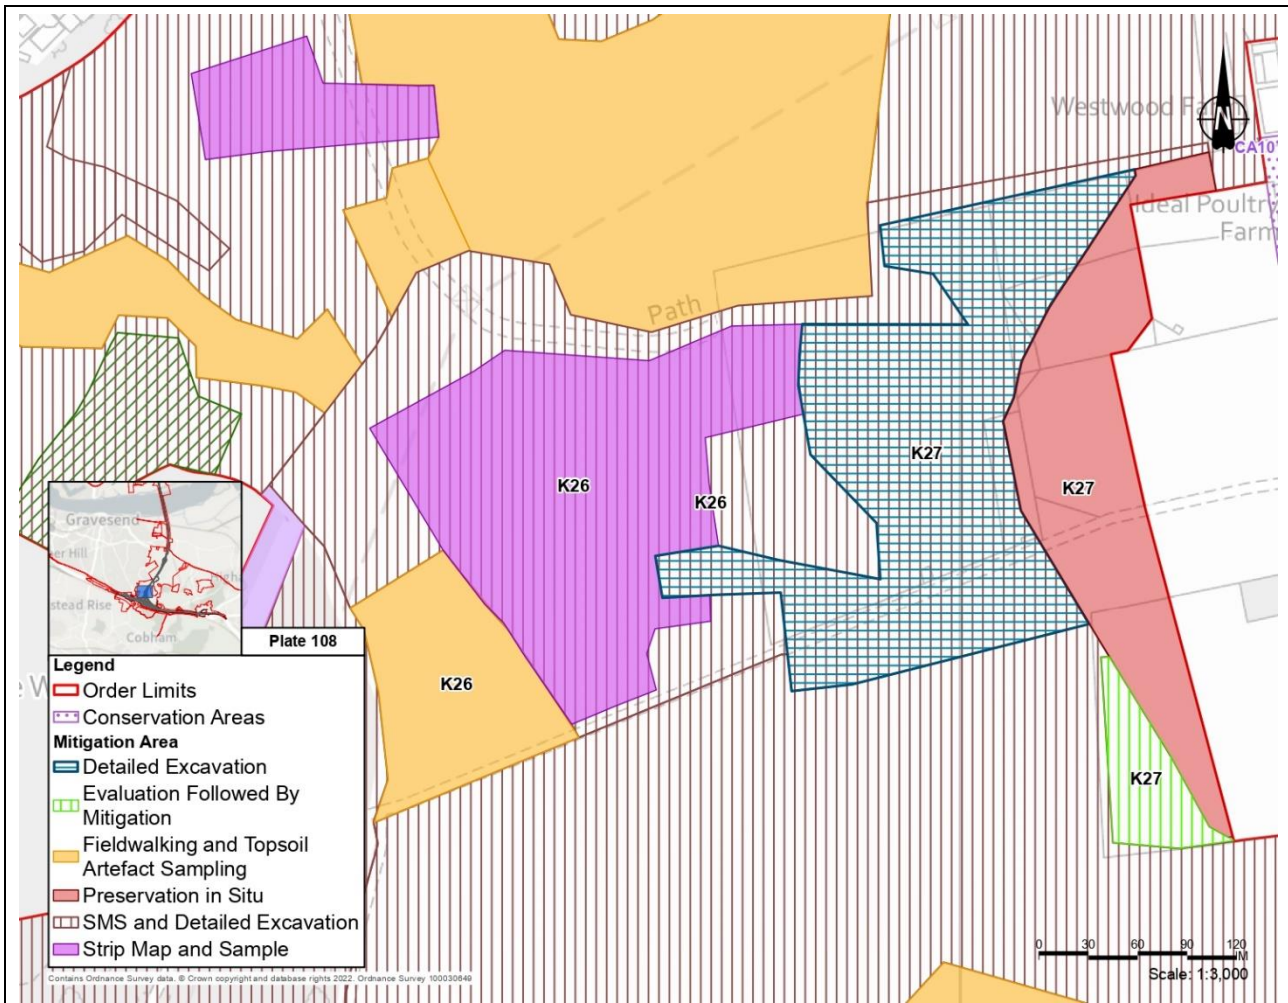 Westwood Farm
N
CA10
Ideal Poultry
Farm
Path
K27
K26
K26
K27
K26
K27
Gravesend
stead Rise
Cobham
Plate 108
Legend
Order Limits
Conservation Areas
Mitigation Area
Detailed Excavation
Evaluation Followed By
Mitigation
Fieldwalking and Topsoil
Artefact Sampling
Preservation in Situ
SMS and Detailed Excavation
Strip Map and Sample
0 30 60 90 120
M
Scale: 1:3,000
Contains Ordnance Survey data. © Crown copyright and database rights 2022. Ordnance Survey 100030649